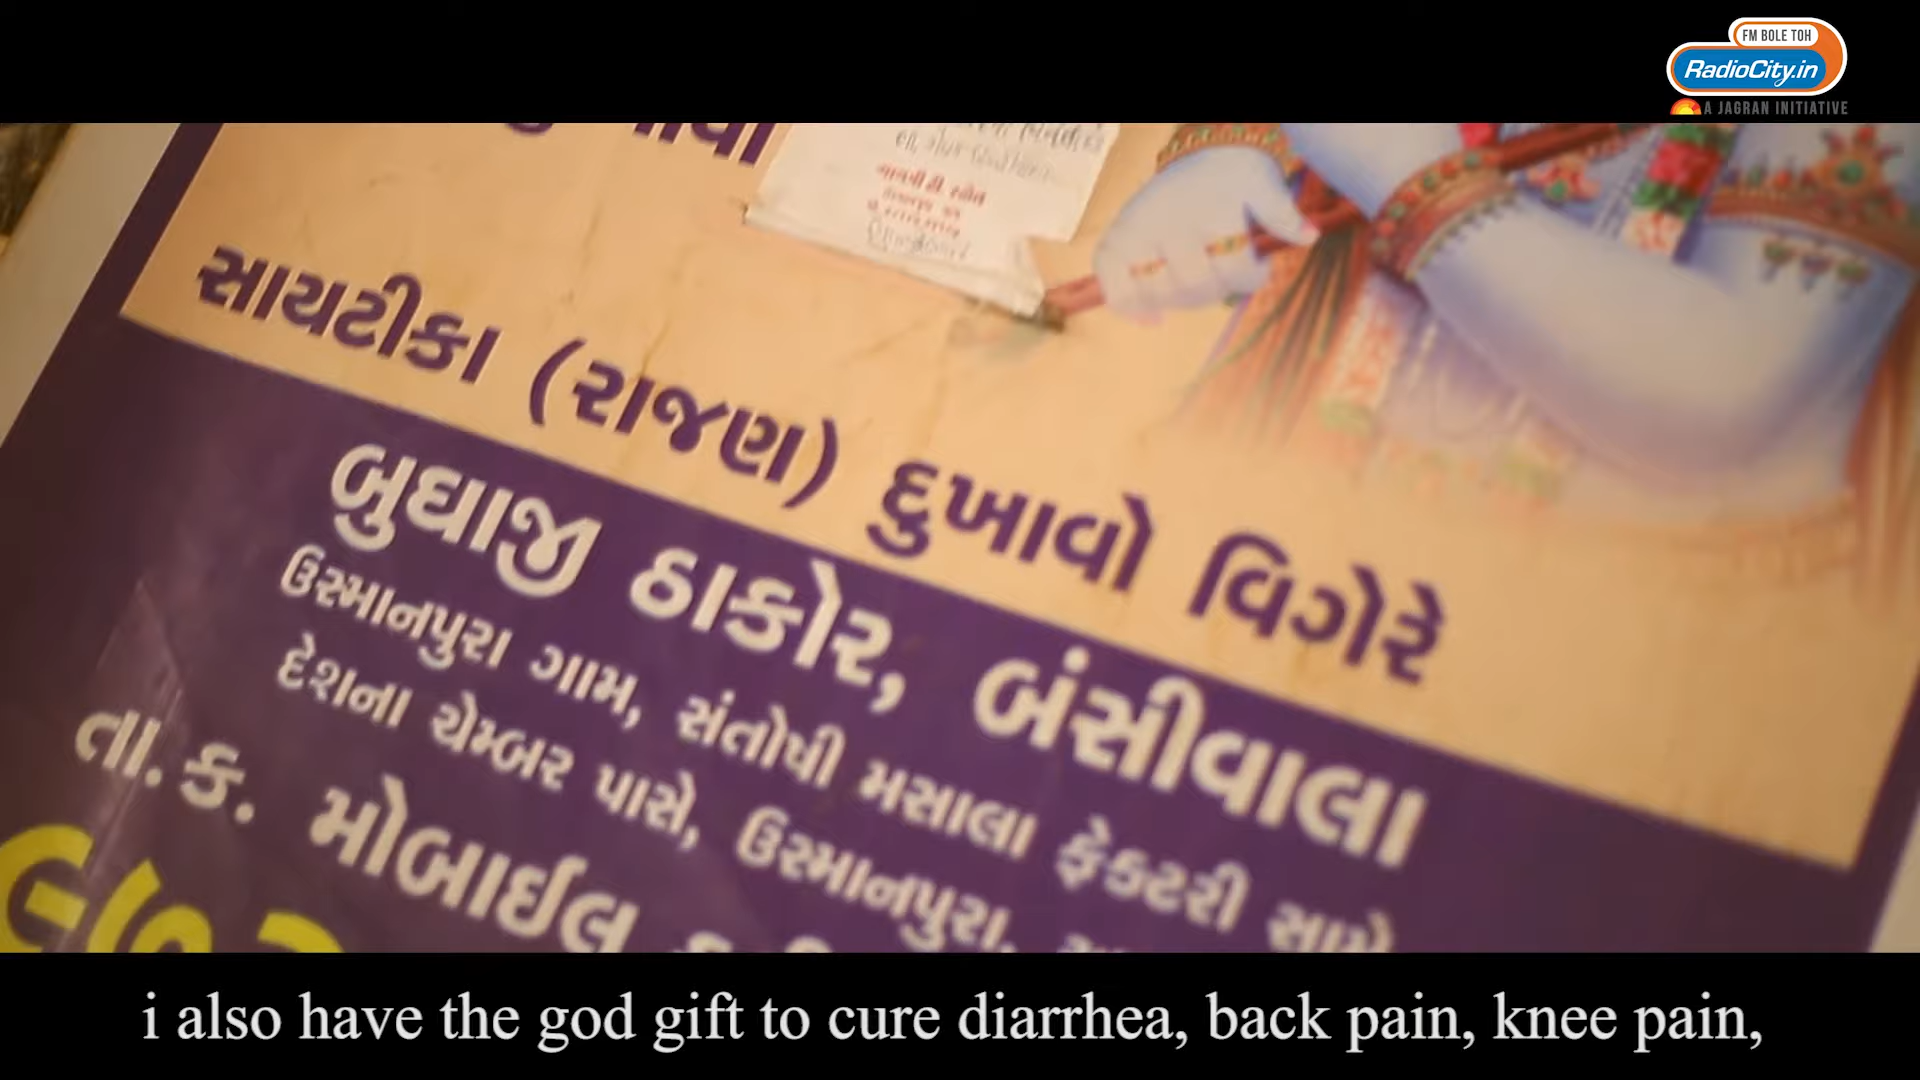 FM BOLE TOH
RadioCity.in
A JAGRAN INITIATIVE
સાયટીકા (રાજણ) દુખાવો વિગેરે
બુધાજી ઠાકોર, બંસીવાલા
ઉસ્માનપુરા ગામ, સંતોષી મસાલા ફેક્ટરી સામે
દેશના ચેમ્બર પાસે, ઉસ્માનપુરા,
તા.ક. મોબાઈલ
i also have the god gift to cure diarrhea, back pain, knee pain,